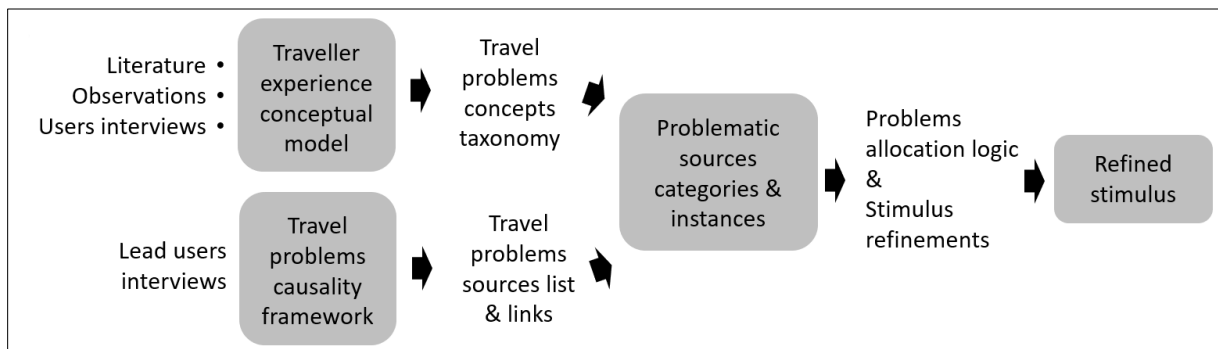 Literature •
Observations •
Users interviews •
Traveller
experience
conceptual
model
Travel
problems
concepts
taxonomy
Lead users
interviews
Travel
problems
causality
framework
Travel
problems
sources list
& links
Problematic
sources
categories &
instances
Problems
allocation logic
&
Stimulus
refinements
Refined
stimulus